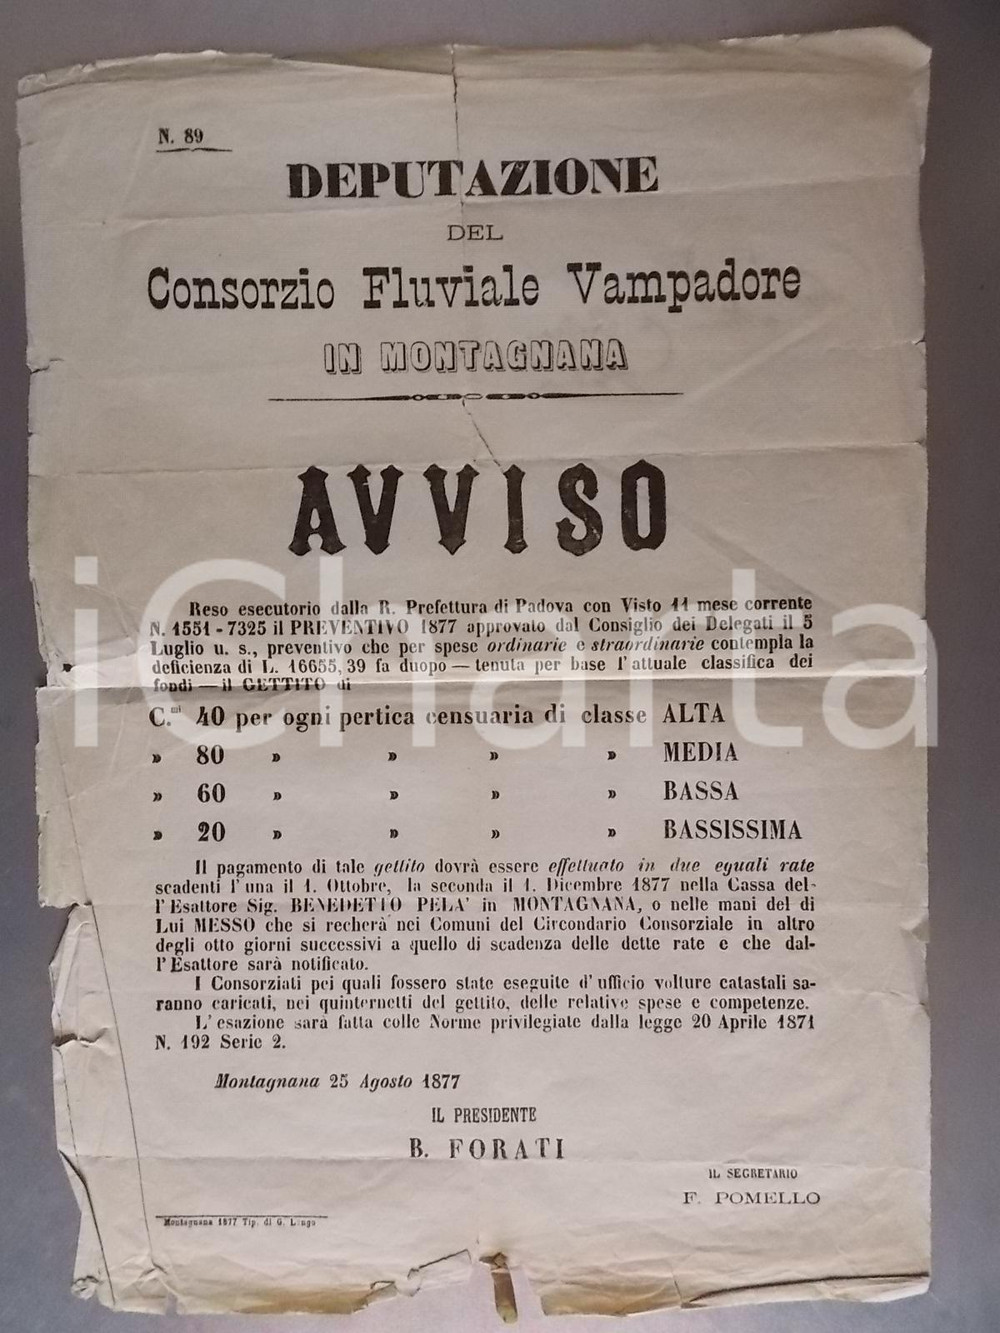 N. 89
DEPUTAZIONE
DEL
Consorzio Fluviale Vampadore
IN MONTAGNANA
AVVISO
Reso esecutorio dalla R. Prefettura di Padova con Visto 11 mese corrente
N. 1551 - 7325 il PREVENTIVO 1877 approvato dal Consiglio dei Delegati il 5
Luglio u. s., preventivo che per spese ordinarie e straordinarie contempla la
deficienza di L. 16655, 39 fa duopo — tenuta per base l'attuale classifica dei
fondi — il GETTITO di
C.mi 40 per ogni pertica censuaria di classe ALTA
» 80 » » » » MEDIA
» 60 » » » » BASSA
» 20 » » » » BASSISSIMA
Il pagamento di tale gettito dovrà essere effettuato in due eguali rate
scadenti l'una il 1. Ottobre, la seconda il 1. Dicembre 1877 nella Cassa del-
l'Esattore Sig. BENEDETTO PELA' in MONTAGNANA, o nelle mani del di
Lui MESSO che si recherà nei Comuni del Circondario Consorziale in altro
degli otto giorni successivi a quello di scadenza delle dette rate e che dal-
l'Esattore sarà notificato.
I Consorziati pei quali fossero state eseguite d'ufficio volture catastali sa-
ranno caricati, nei quinternetti del gettito, delle relative spese e competenze.
L'esazione sarà fatta colle Norme privilegiate dalla legge 20 Aprile 1871
N. 192 Serie 2.
Montagnana 25 Agosto 1877
IL PRESIDENTE
B. FORATI
IL SEGRETARIO
F. POMELLO
Montagnana 1877 Tip. di G. Lingo
iCharta